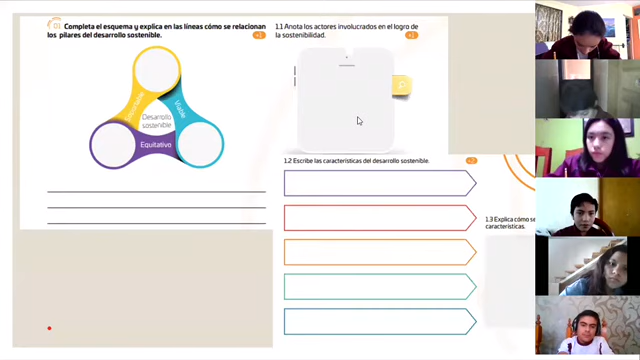 Completa el esquema y explica en las líneas cómo se relacionan
los pilares del desarrollo sostenible.
Soportable
Viable
Desarrollo
sostenible
Equitativo
1.1 Anota los actores involucrados en el logro de
la sostenibilidad.
1.2 Escribe las características del desarrollo sostenible.
1.3 Explica cómo se
características.